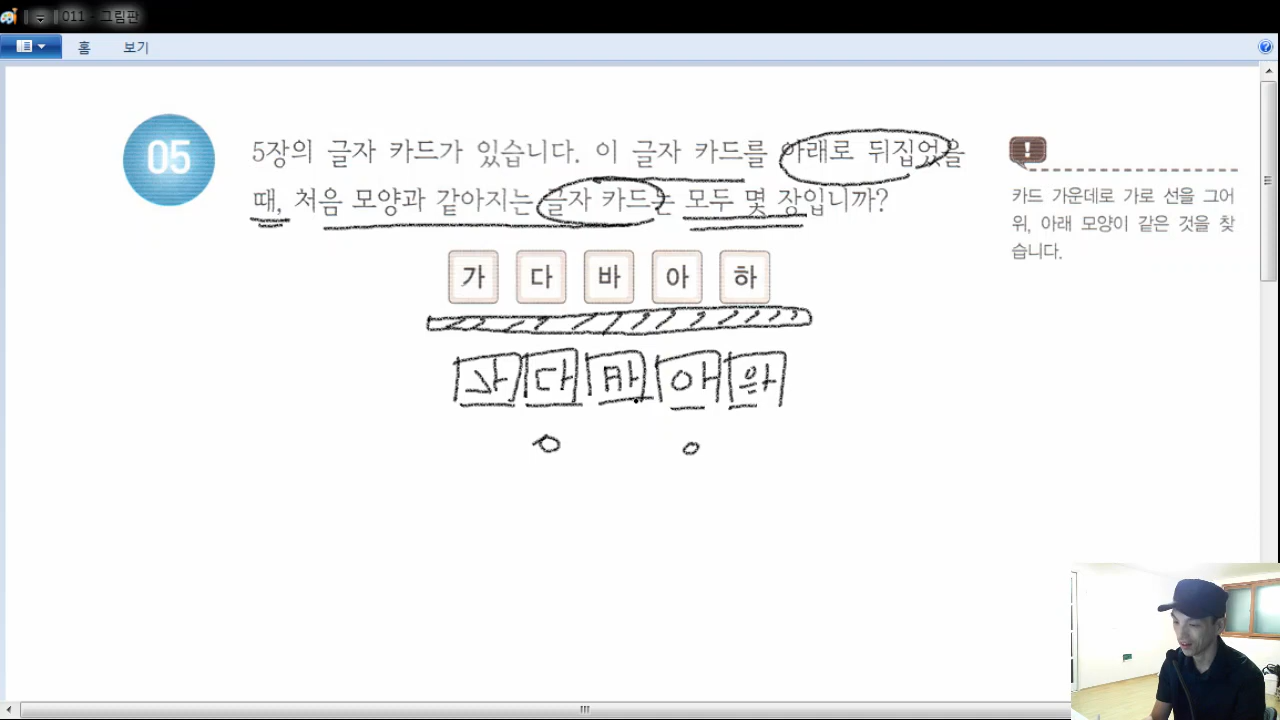 011 - 그림판
홈 보기
05
5장의 글자 카드가 있습니다. 이 글자 카드를 아래로 뒤집었을
때, 처음 모양과 같아지는 글자 카드는 모두 몇 장입니까?
!
카드 가운데로 가로 선을 그어
위, 아래 모양이 같은 것을 찾
습니다.
가 다 바 아 하